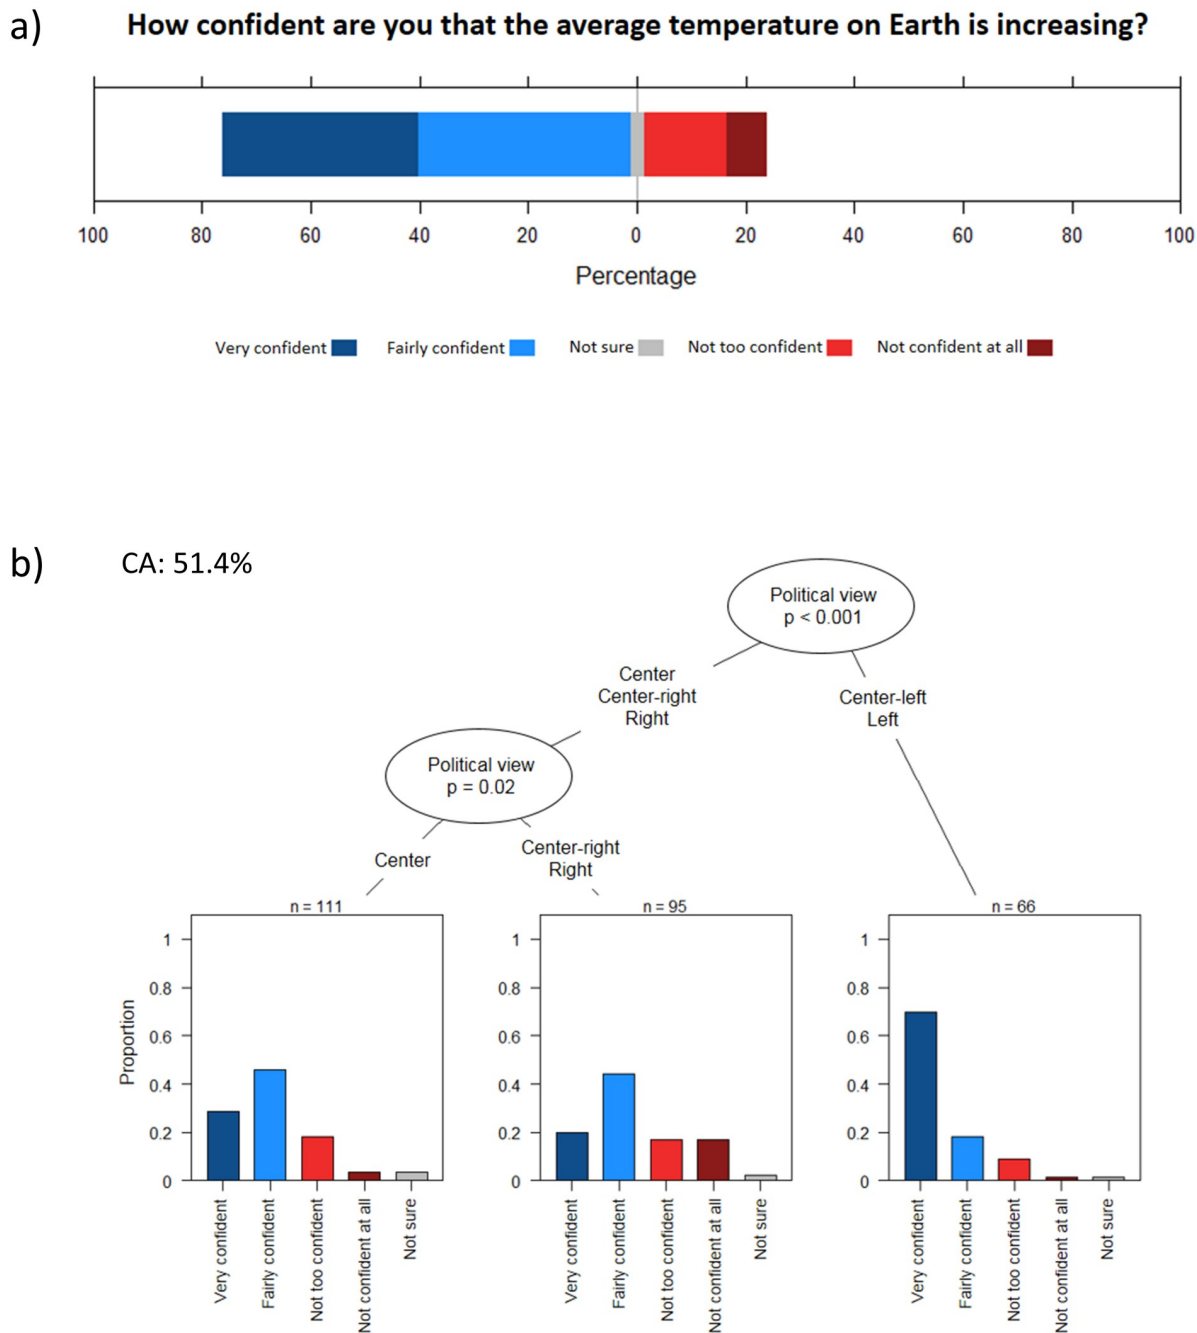 a)
How confident are you that the average temperature on Earth is increasing?
100 80 60 40 20 0 20 40 60 80 100
Percentage
Very confident Fairly confident Not sure Not too confident Not confident at all
b)
CA: 51.4%
Political view
p < 0.001
Center
Center-right
Right
Center-left
Left
Political view
p = 0.02
Center
Center-right
Right
n = 111
1
0.8
0.6
0.4
0.2
0
Proportion
Very confident
Fairly confident
Not too confident
Not confident at all
Not sure
n = 95
1
0.8
0.6
0.4
0.2
0
Very confident
Fairly confident
Not too confident
Not confident at all
Not sure
n = 66
1
0.8
0.6
0.4
0.2
0
Very confident
Fairly confident
Not too confident
Not confident at all
Not sure